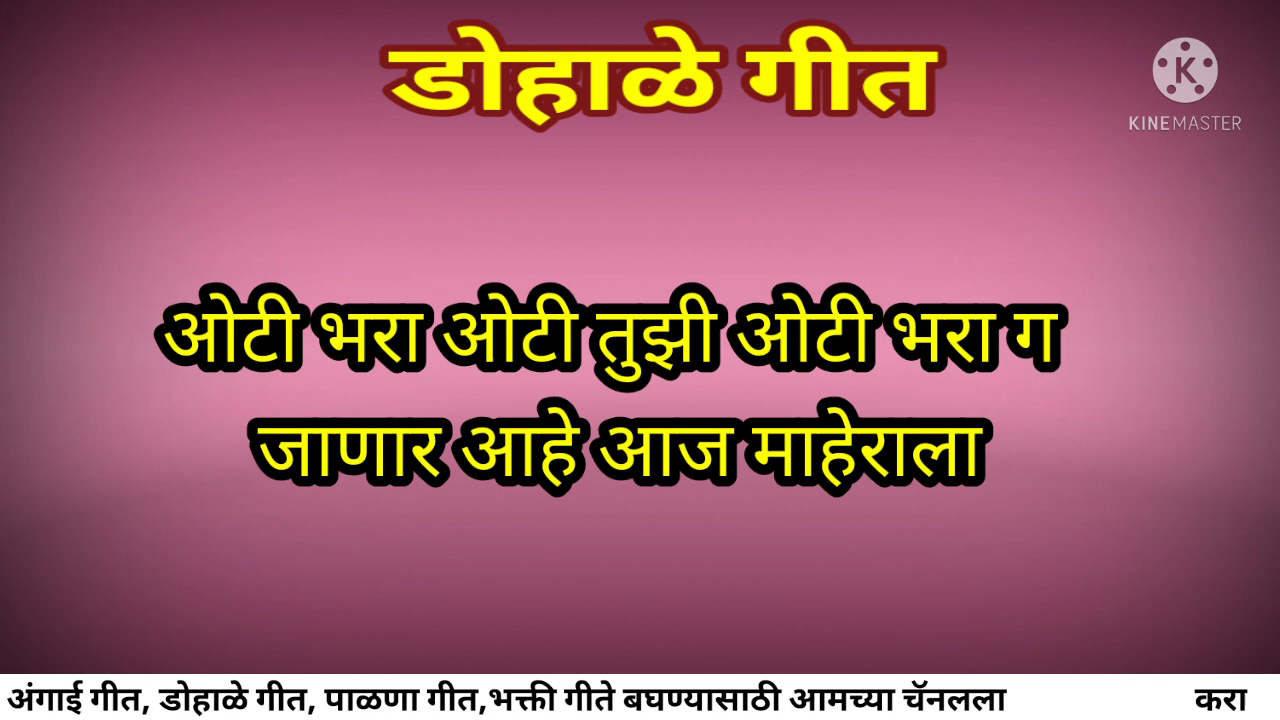 डोहाळे गीत
KINEMASTER
ओटी भरा ओटी तुझी ओटी भरा ग
जाणार आहे आज माहेराला
अंगाई गीत, डोहाळे गीत, पाळणा गीत,भक्ती गीते बघण्यासाठी आमच्या चॅनलला करा